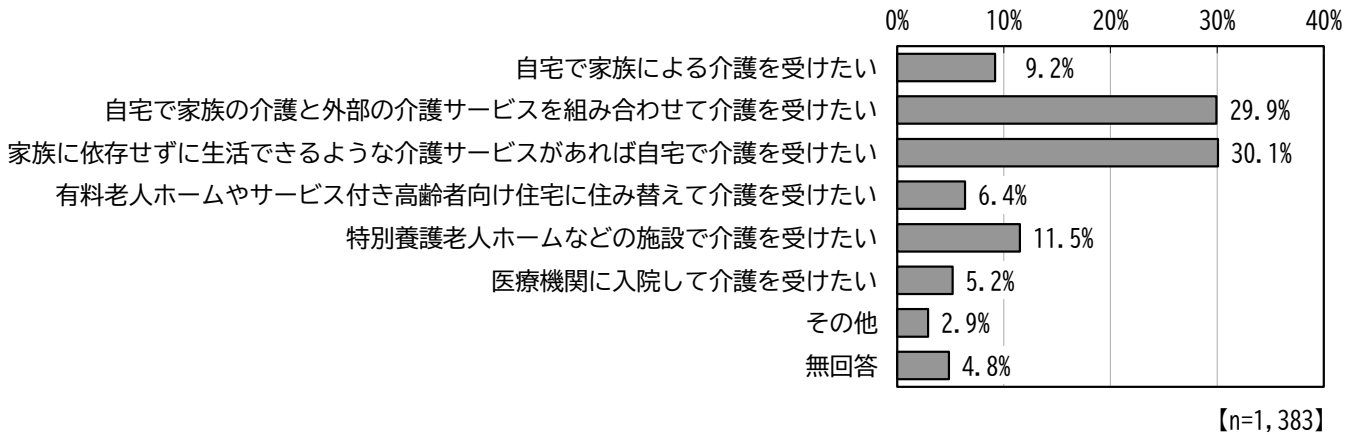 0% 10% 20% 30% 40%
自宅で家族による介護を受けたい 9.2%
自宅で家族の介護と外部の介護サービスを組み合わせて介護を受けたい 29.9%
家族に依存せずに生活できるような介護サービスがあれば自宅で介護を受けたい 30.1%
有料老人ホームやサービス付き高齢者向け住宅に住み替えて介護を受けたい 6.4%
特別養護老人ホームなどの施設で介護を受けたい 11.5%
医療機関に入院して介護を受けたい 5.2%
その他 2.9%
無回答 4.8%
【n=1,383】